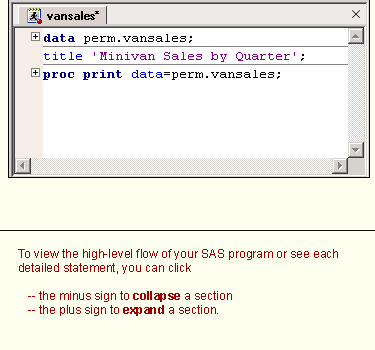 vansales*
data perm.vansales;
title 'Minivan Sales by Quarter';
proc print data=perm.vansales;
To view the high-level flow of your SAS program or see each
detailed statement, you can click
-- the minus sign to collapse a section
-- the plus sign to expand a section.